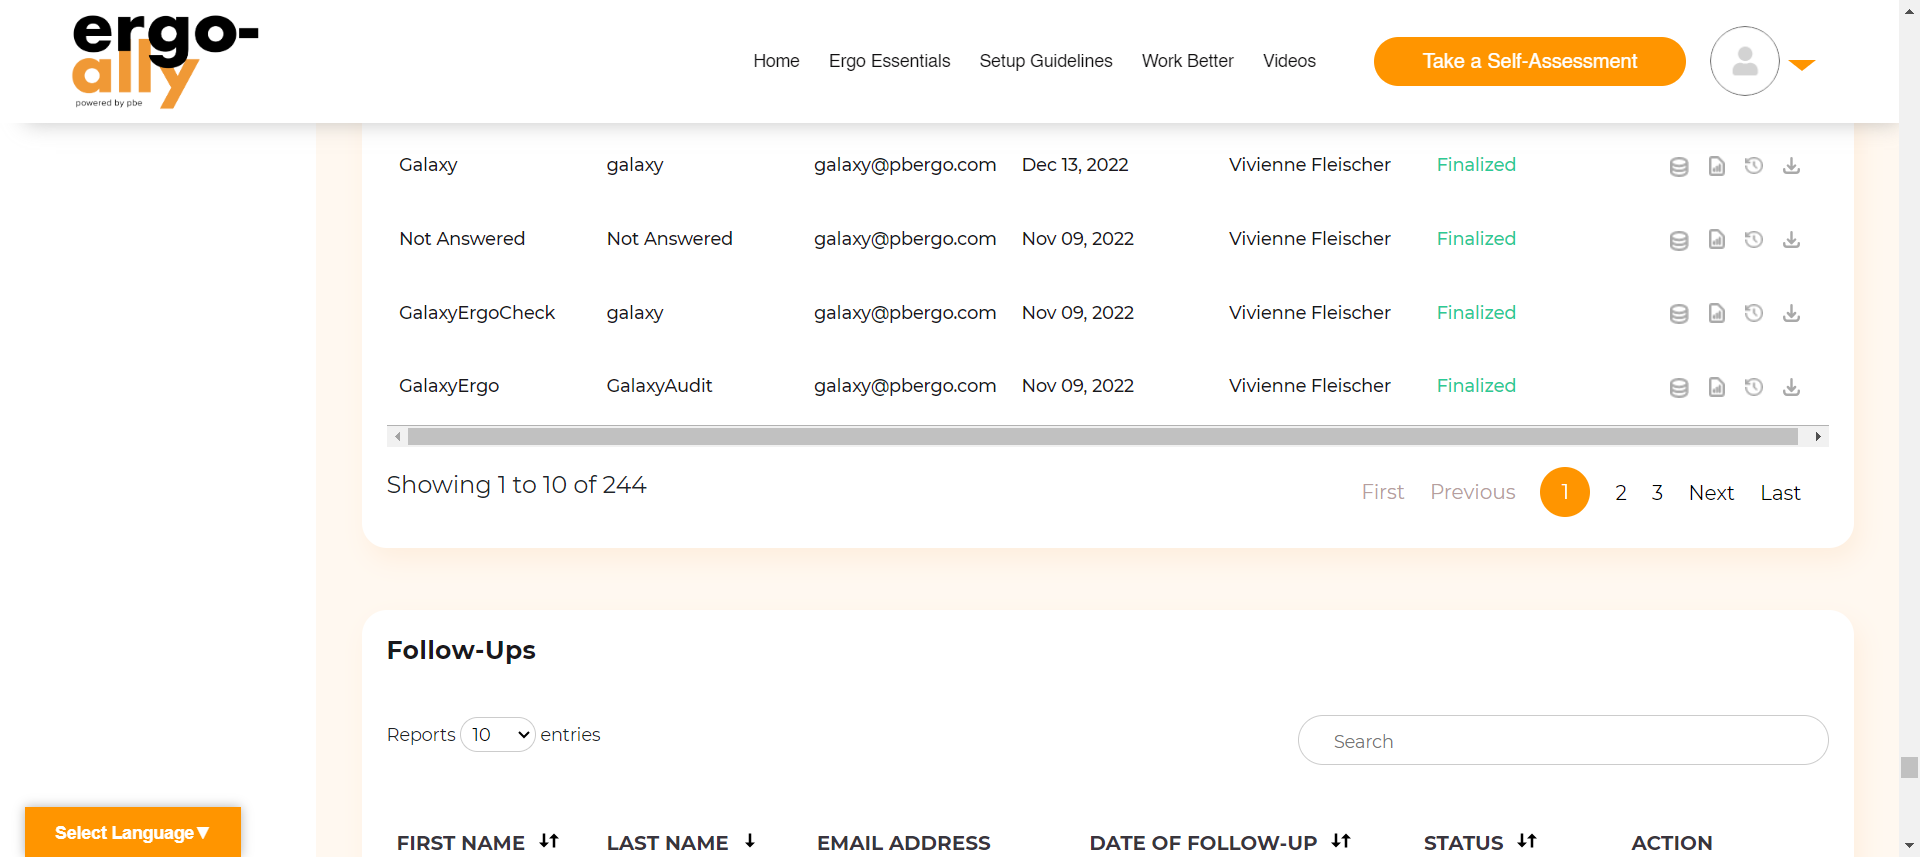 ergo-
ally
powered by pbe
Home Ergo Essentials Setup Guidelines Work Better Videos Take a Self-Assessment
Galaxy galaxy galaxy@pbergo.com Dec 13, 2022 Vivienne Fleischer Finalized
Not Answered Not Answered galaxy@pbergo.com Nov 09, 2022 Vivienne Fleischer Finalized
GalaxyErgoCheck galaxy galaxy@pbergo.com Nov 09, 2022 Vivienne Fleischer Finalized
GalaxyErgo GalaxyAudit galaxy@pbergo.com Nov 09, 2022 Vivienne Fleischer Finalized
Showing 1 to 10 of 244
First Previous 1 2 3 Next Last
Follow-Ups
Reports 10 entries
Search
FIRST NAME LAST NAME EMAIL ADDRESS DATE OF FOLLOW-UP STATUS ACTION
Select Language▼